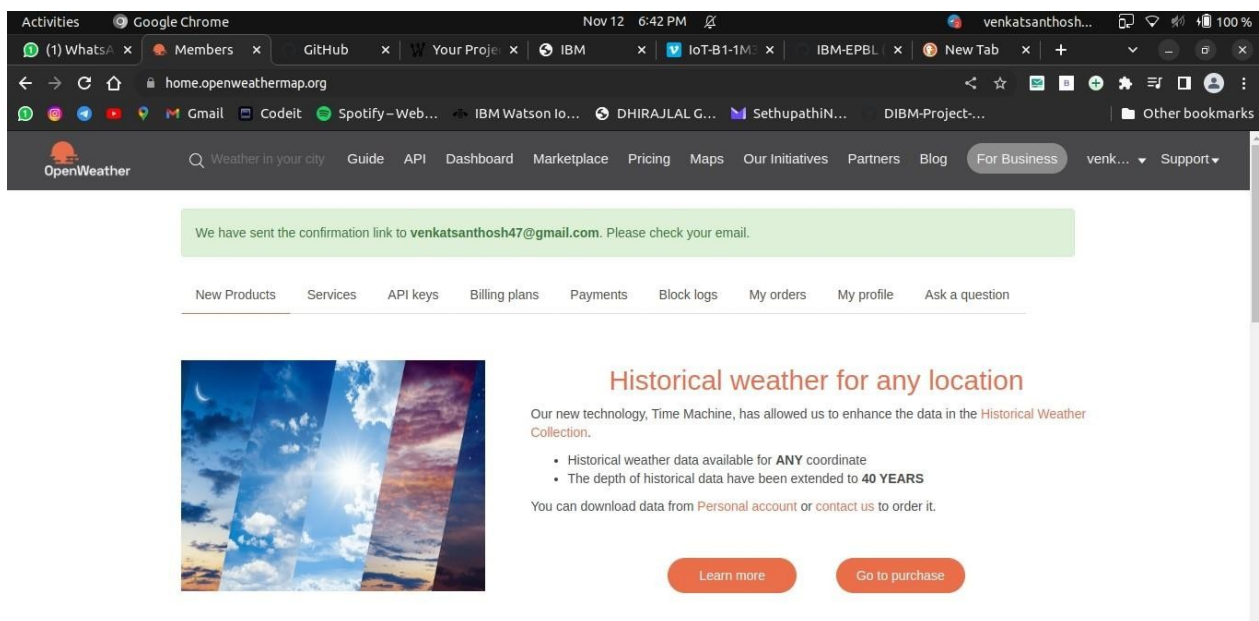 Activities Google Chrome Nov 12 6:42 PM venkatsanthosh... 100 %
(1) WhatsA Members GitHub Your Projec IBM IoT-B1-1M3 IBM-EPBL ( New Tab
home.openweathermap.org
Gmail Codeit Spotify – Web... IBM Watson Io... DHIRAJLAL G... SethupathiN... DIBM-Project-... Other bookmarks
OpenWeather Weather in your city Guide API Dashboard Marketplace Pricing Maps Our Initiatives Partners Blog For Business venk... Support
We have sent the confirmation link to venkatsanthosh47@gmail.com. Please check your email.
New Products Services API keys Billing plans Payments Block logs My orders My profile Ask a question
Historical weather for any location
Our new technology, Time Machine, has allowed us to enhance the data in the Historical Weather
Collection.
• Historical weather data available for ANY coordinate
• The depth of historical data have been extended to 40 YEARS
You can download data from Personal account or contact us to order it.
Learn more Go to purchase